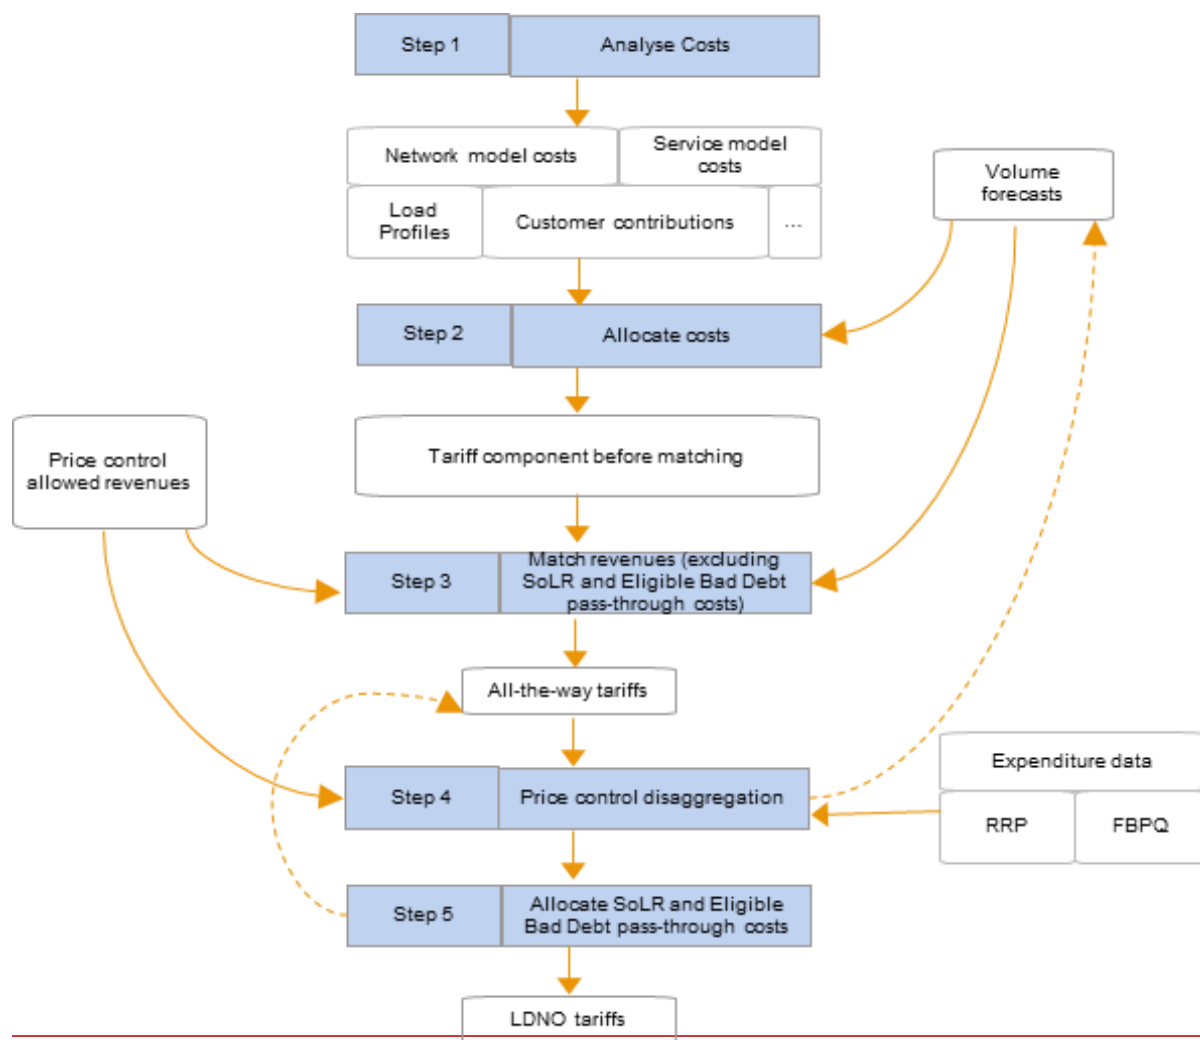 Step 1
Analyse Costs
Network model costs
Service model
costs
Load
Profiles
Customer contributions
...
Volume
forecasts
Step 2
Allocate costs
Price control
allowed revenues
Tariff component before matching
Step 3
Match revenues (excluding
SoLR and Eligible Bad Debt
pass-through costs)
All-the-way tariffs
Step 4
Price control disaggregation
Expenditure data
RRP
FBPQ
Step 5
Allocate SoLR and Eligible
Bad Debt pass-through costs
LDNO tariffs